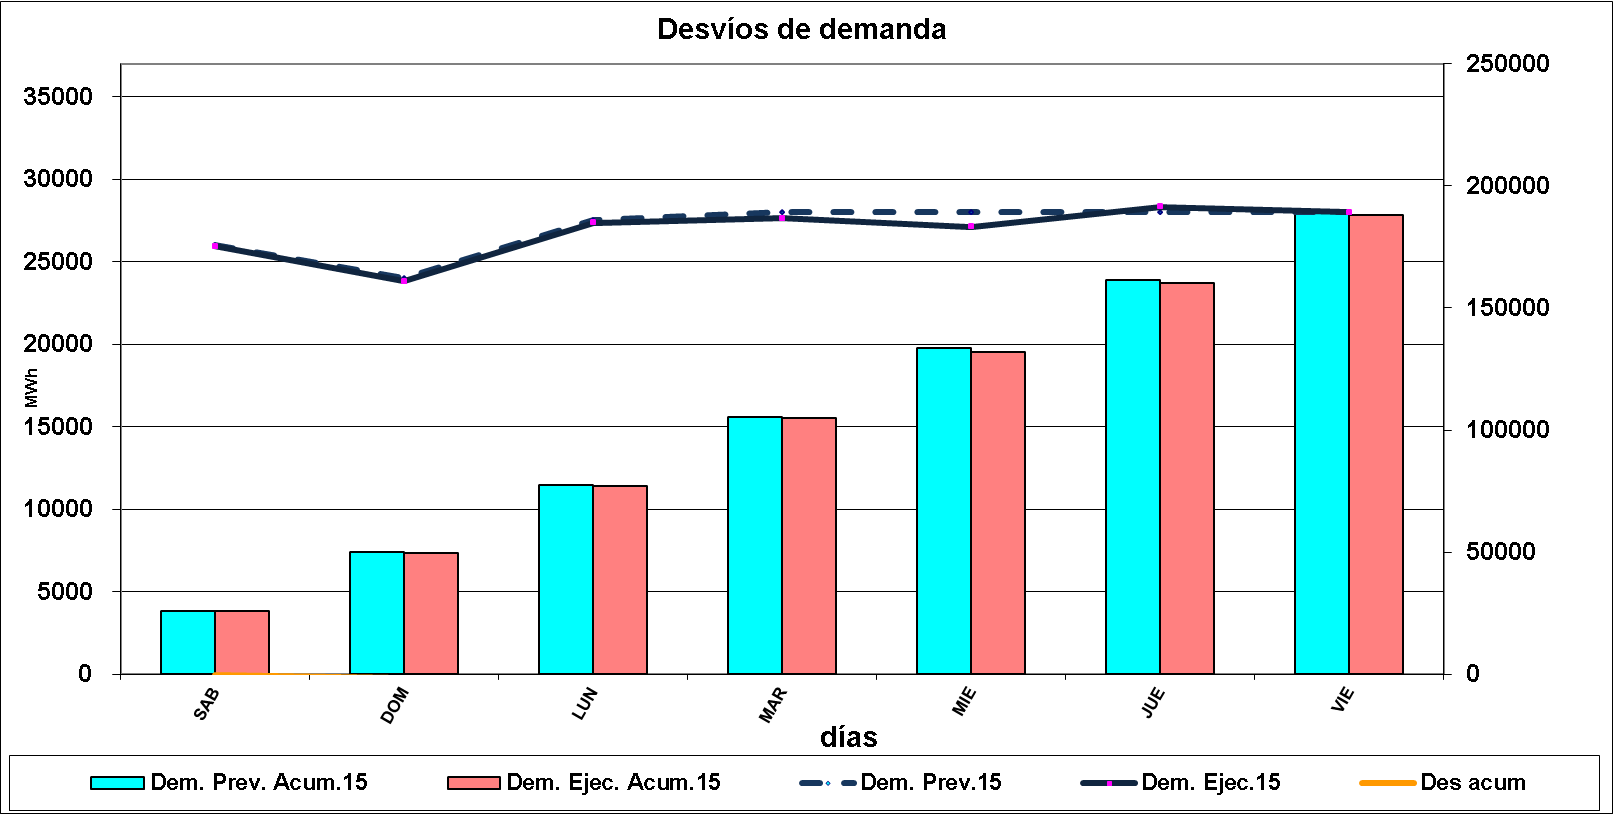 Desvíos de demanda
35000
30000
25000
20000
15000
10000
5000
0
MWh
250000
200000
150000
100000
50000
0
SAB DOM LUN MAR MIE JUE VIE
días
Dem. Prev. Acum.15 Dem. Ejec. Acum.15 Dem. Prev.15 Dem. Ejec.15 Des acum